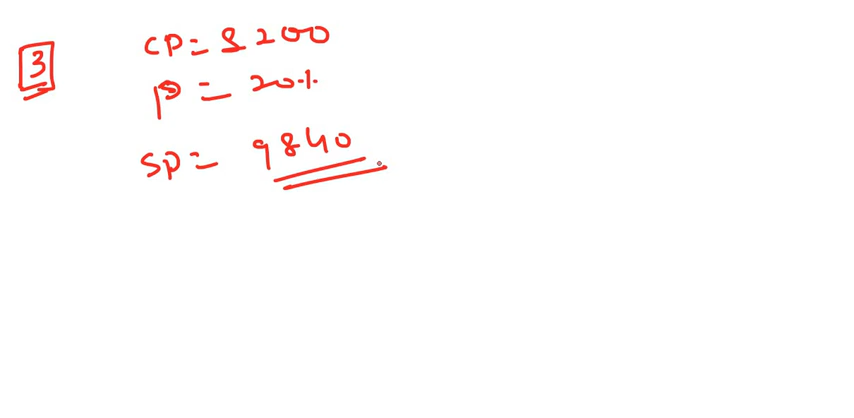 3
CP = 8200
P = 20%
SP = 9840